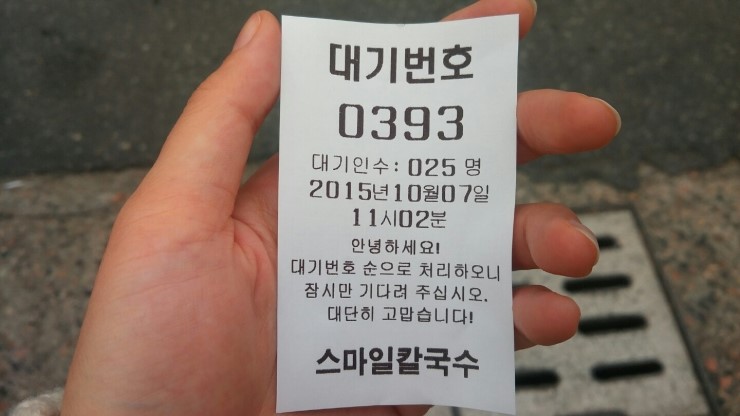 대기번호
0393
대기인수: 025 명
2015년10월07일
11시02분
안녕하세요!
대기번호 순으로 처리하오니
잠시만 기다려 주십시오.
대단히 고맙습니다!
스마일칼국수